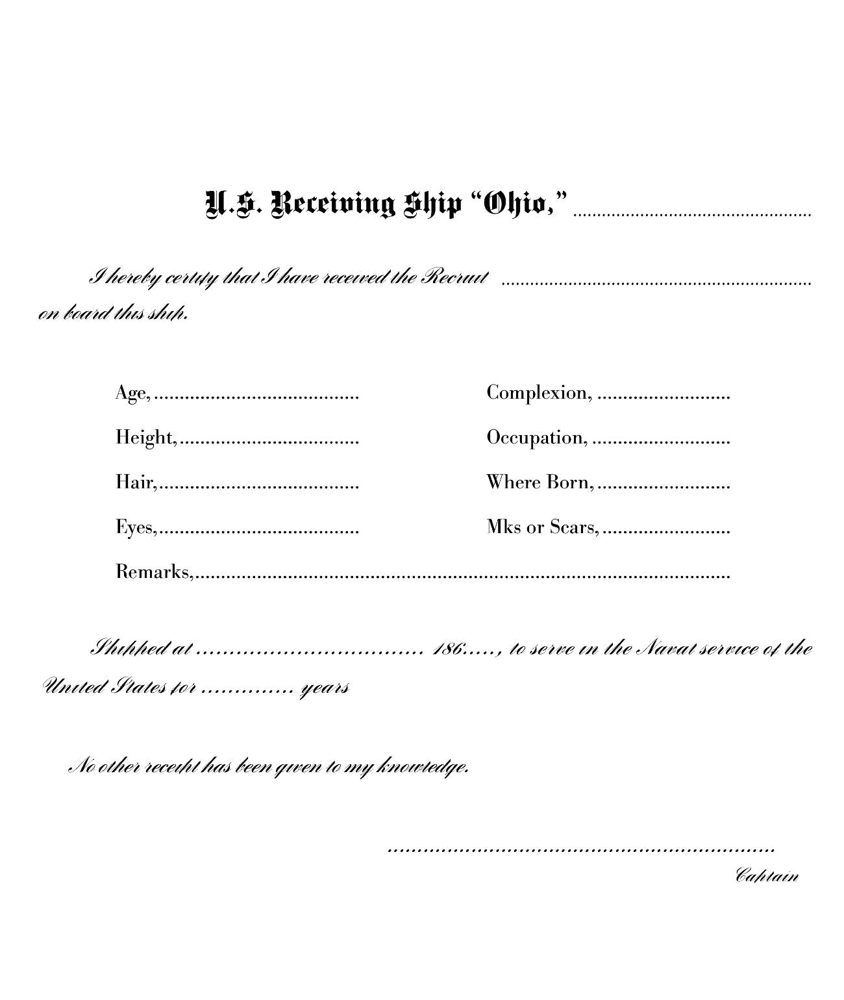 U.S. Receiving Ship “Ohio,” ..................................................
I hereby certify that I have received the Recruit .................................................................
on board this ship.
Age, ........................................ Complexion, ..........................
Height, ................................... Occupation, ...........................
Hair, ....................................... Where Born, ..........................
Eyes, ....................................... Mks or Scars, .........................
Remarks, ........................................................................................................
Shipped at .................................. 186....., to serve in the Naval service of the
United States for .............. years
No other receipt has been given to my knowledge.
.................................................................
Captain